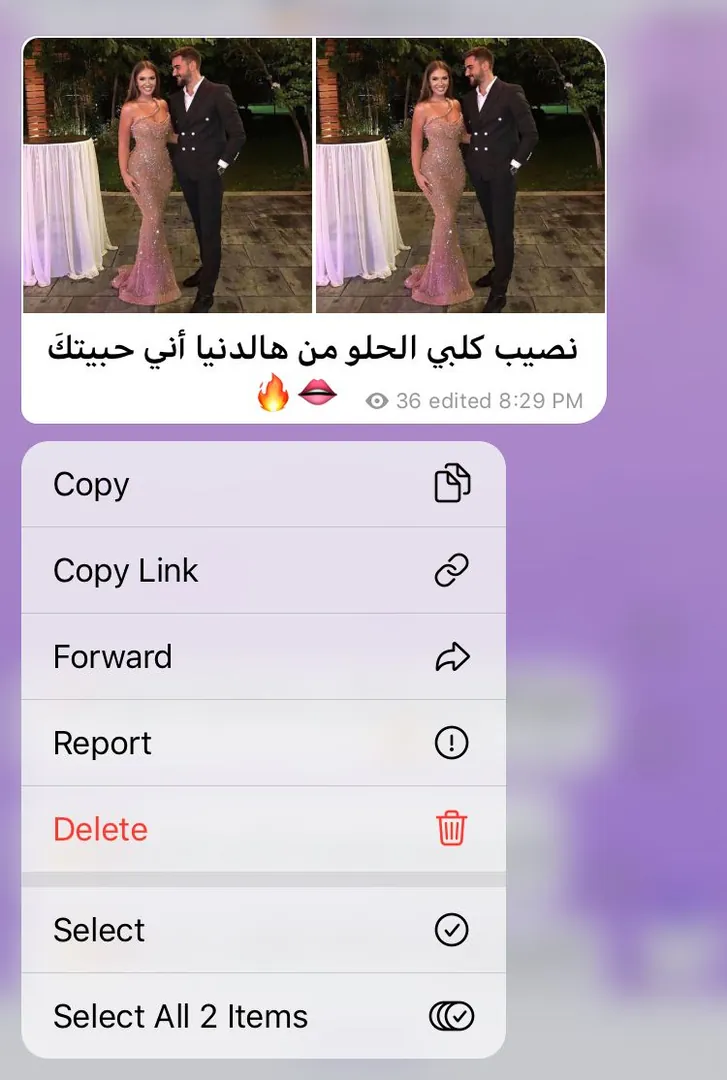 نصيب كلبي الحلو من هالدنيا أني حبيتكَ
🔥👄 36 edited 8:29 PM
Copy
Copy Link
Forward
Report
Delete
Select
Select All 2 Items